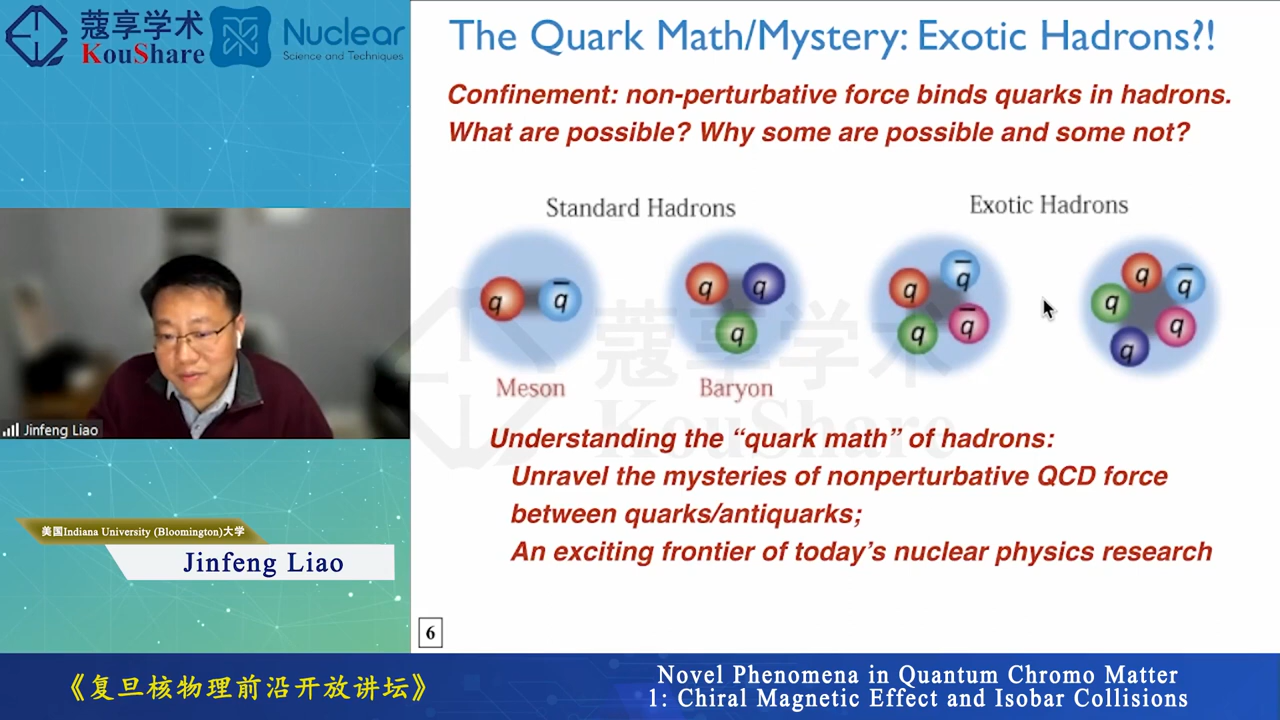 蔻享学术
KouShare
Nuclear
Science and Techniques
The Quark Math/Mystery: Exotic Hadrons?!
Confinement: non-perturbative force binds quarks in hadrons.
What are possible? Why some are possible and some not?
Standard Hadrons
Exotic Hadrons
q q̅
q q q
q q̅ q q̅
q q̅ q q q
Meson
Baryon
蔻享学术
KouShare
Understanding the “quark math” of hadrons:
Unravel the mysteries of nonperturbative QCD force
between quarks/antiquarks;
An exciting frontier of today’s nuclear physics research
6
Jinfeng Liao
美国Indiana University (Bloomington)大学
Jinfeng Liao
《复旦核物理前沿开放讲坛》
Novel Phenomena in Quantum Chromo Matter
1: Chiral Magnetic Effect and Isobar Collisions